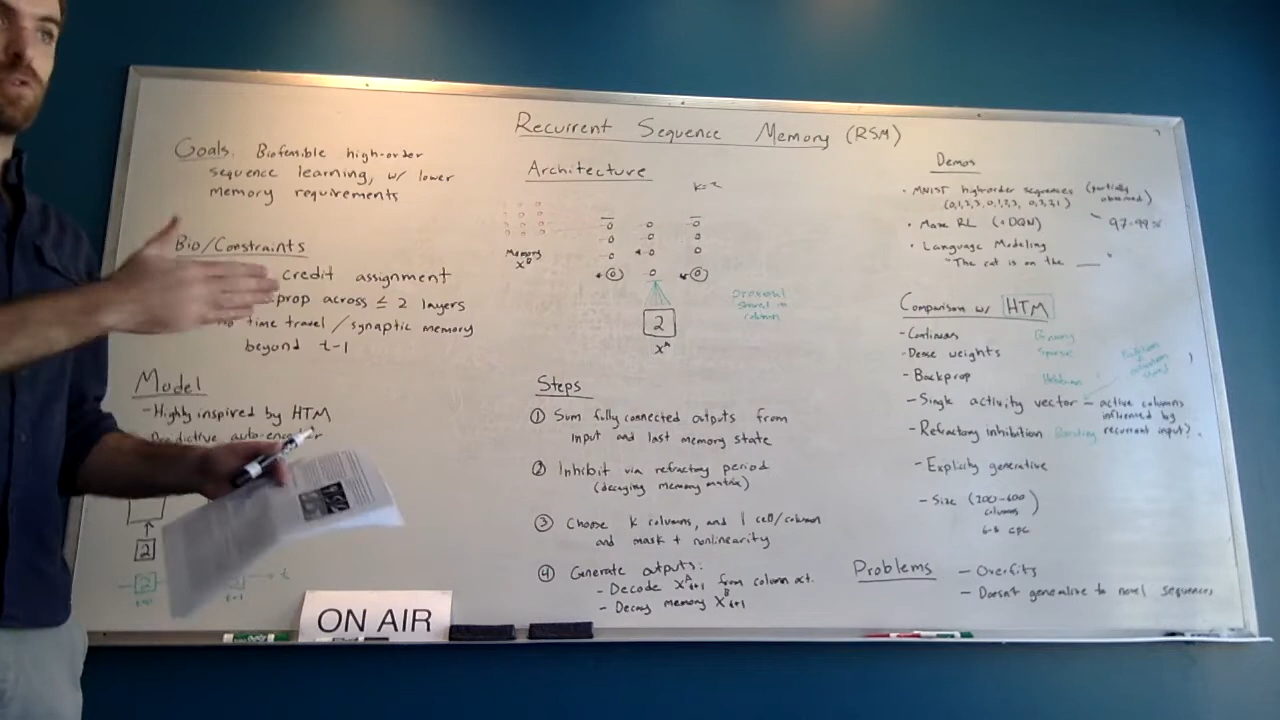 Recurrent Sequence Memory (RSM)
Goals: Biofeasible high-order
sequence learning, w/ lower
memory requirements
Bio/Constraints
credit assignment
prop across ≤ 2 layers
time travel / synaptic memory
beyond t-1
Model
- Highly inspired by HTM
Predictive auto-encoder
2
2
t
ON AIR
Architecture
k=2
Memory
X^B
2
X^A
proximal
shared in
column
Steps
① Sum fully connected outputs from
input and last memory state
② Inhibit via refractory period
(decaying memory matrix)
③ Choose k columns, and 1 cell/column
and mask + nonlinearity
④ Generate outputs:
- Decode X^A t+1 from column act.
- Decay memory X^B t+1
Demos
• MNIST high-order sequences (partially
observed)
(0,1,2,3, 0,1,2,3, 0,3,2,1)
• Maze RL (+DQN)
97-99%
• Language Modeling
"The cat is on the ___"
Comparison w/ HTM
- Continuous Binary
- Dense weights Sparse
- Backprop Hebbian
- Single activity vector - active columns
influenced by
- Refractory inhibition Boosting recurrent input?
- Explicity generative
- Size (200-600)
columns
6-8 cpc
Problems - Overfits
- Doesn't generalize to novel sequences